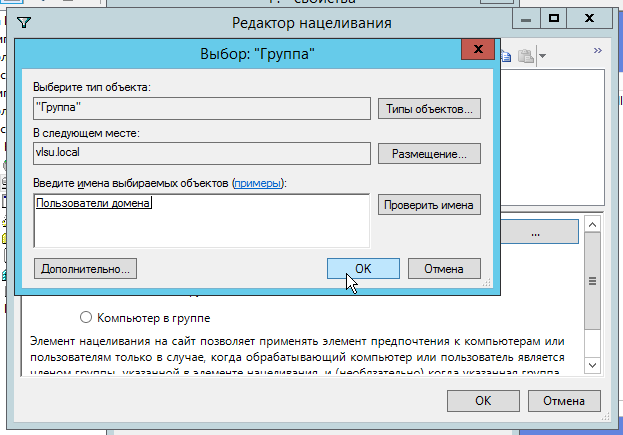 Редактор нацеливания
Выбор: "Группа"
Выберите тип объекта:
"Группа"
Типы объектов...
В следующем месте:
vlsu.local
Размещение...
Введите имена выбираемых объектов (примеры):
Пользователи домена
Проверить имена
...
Дополнительно...
ОК
Отмена
Компьютер в группе
Элемент нацеливания на сайт позволяет применять элемент предпочтения к компьютерам или
пользователям только в случае, когда обрабатывающий компьютер или пользователь является
членом группы, указанной в элементе нацеливания, и (необязательно) когда указанная группа
ОК
Отмена